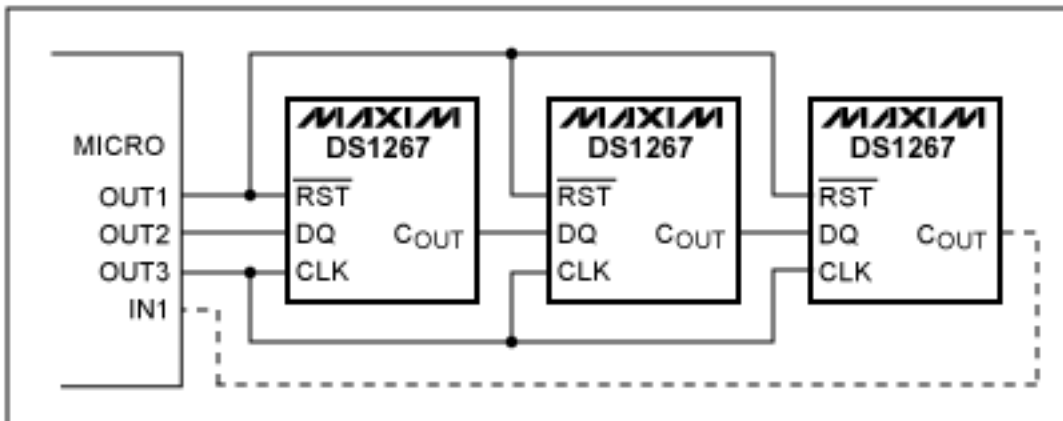 MICRO
OUT1
OUT2
OUT3
IN1
MAXIM
DS1267
RST
DQ
COUT
CLK
MAXIM
DS1267
RST
DQ
COUT
CLK
MAXIM
DS1267
RST
DQ
COUT
CLK